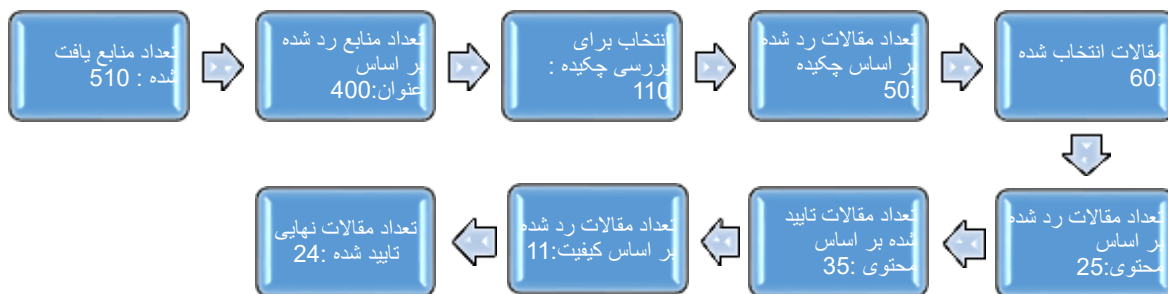 تعداد منابع یافت
شده : 510
تعداد منابع رد شده
بر اساس
عنوان:400
انتخاب برای
بررسی چکیده :
110
تعداد مقالات رد شده
بر اساس چکیده
:50
مقالات انتخاب شده
:60
تعداد مقالات رد شده
بر اساس
محتوی:25
تعداد مقالات تایید
شده بر اساس
محتوی :35
تعداد مقالات رد شده
بر اساس کیفیت:11
تعداد مقالات نهایی
تایید شده :24